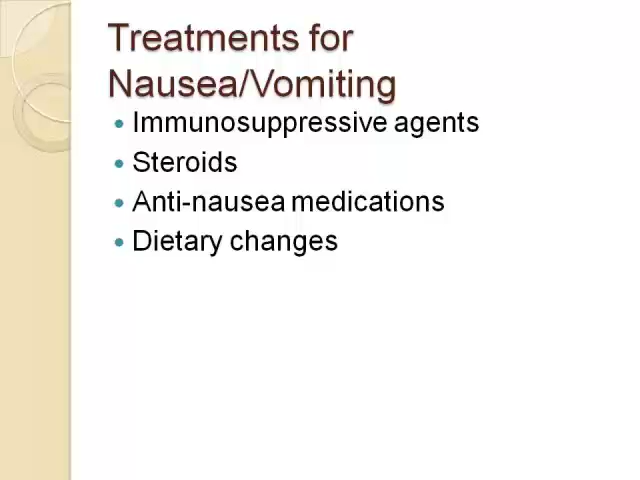 Treatments for
Nausea/Vomiting
• Immunosuppressive agents
• Steroids
• Anti-nausea medications
• Dietary changes